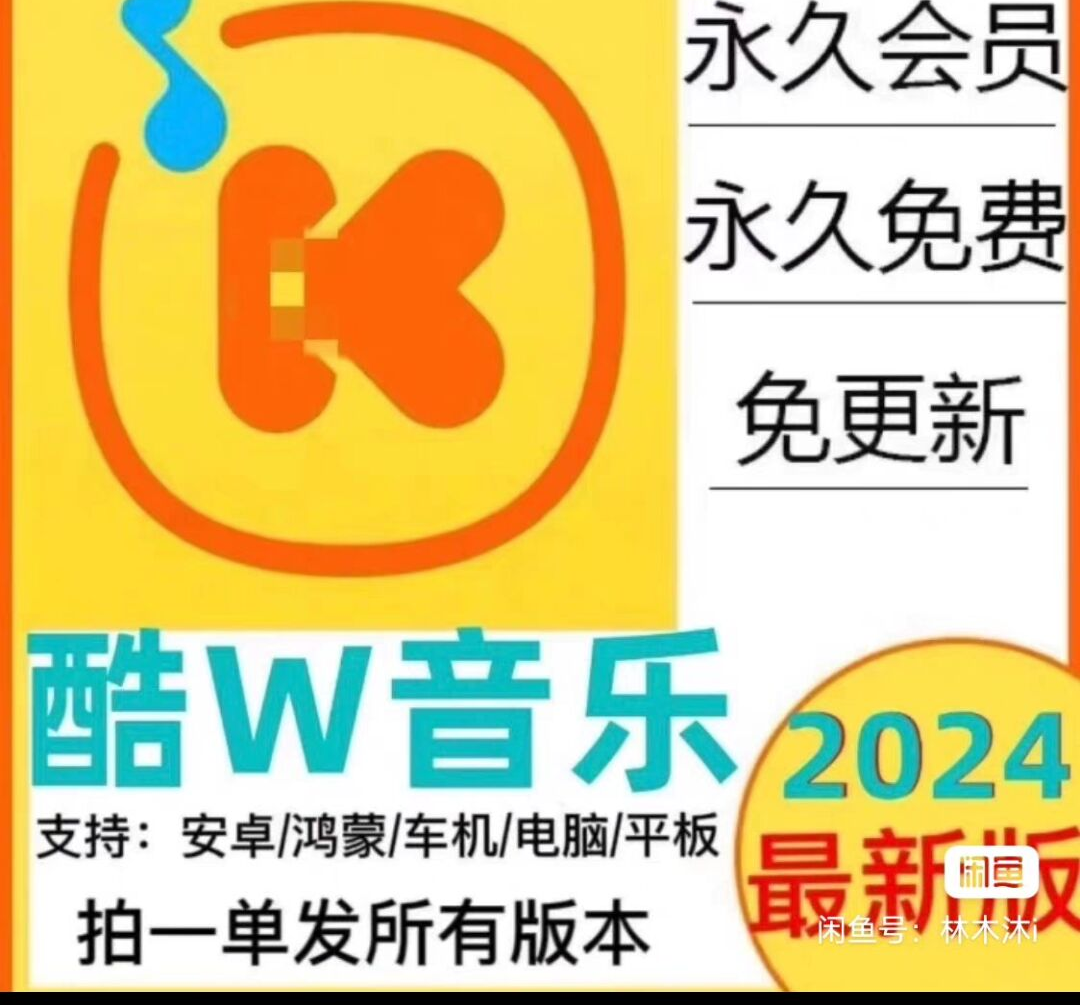 永久会员
永久免费
免更新
酷W音乐
支持：安卓/鸿蒙/车机/电脑/平板
拍一单发所有版本
2024
最新版
闲鱼
闲鱼号：林木沐i